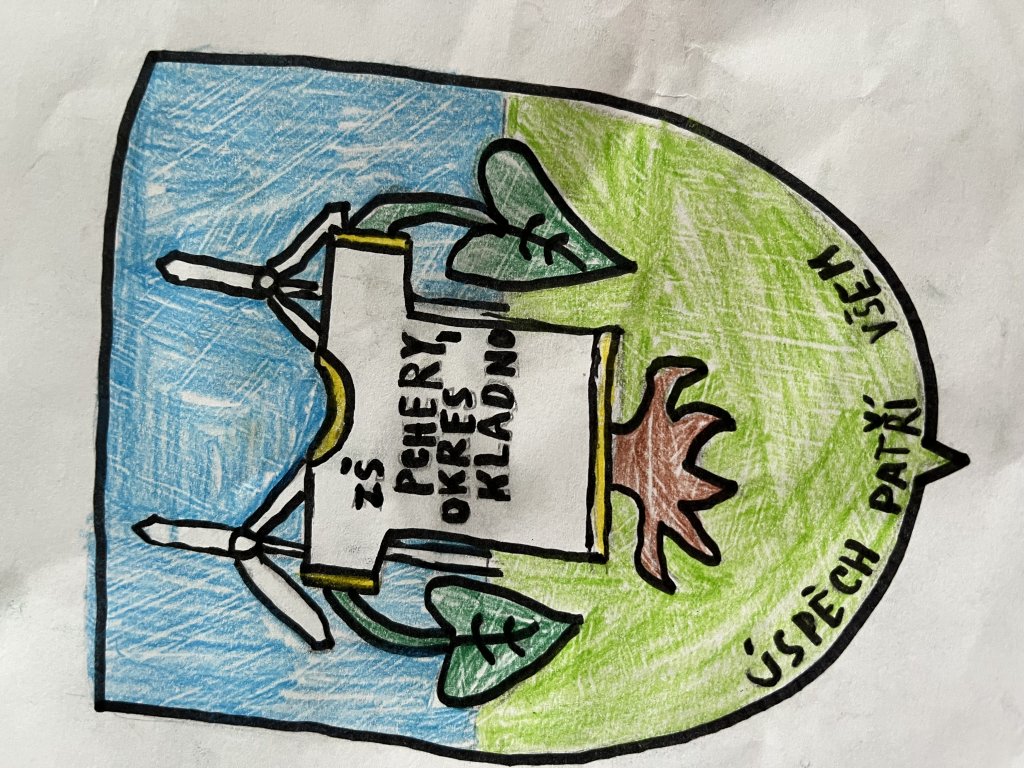 ZŠ
PCHERY,
OKRES
KLADNO
ÚSPĚCH PATŘÍ VŠEM